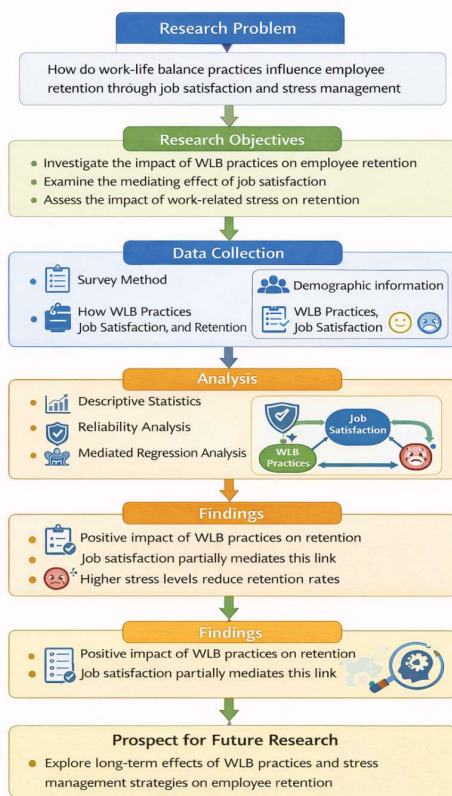 Research Problem
How do work-life balance practices influence employee
retention through job satisfaction and stress management
Research Objectives
Investigate the impact of WLB practices on employee retention
Examine the mediating effect of job satisfaction
Assess the impact of work-related stress on retention
Data Collection
Survey Method
How WLB Practices
Job Satisfaction, and Retention
Demographic information
WLB Practices,
Job Satisfaction
Analysis
Descriptive Statistics
Reliability Analysis
Mediated Regression Analysis
Job
Satisfaction
WLB
Practices
Findings
Positive impact of WLB practices on retention
Job satisfaction partially mediates this link
Higher stress levels reduce retention rates
Findings
Positive impact of WLB practices on retention
Job satisfaction partially mediates this link
Prospect for Future Research
Explore long-term effects of WLB practices and stress
management strategies on employee retention